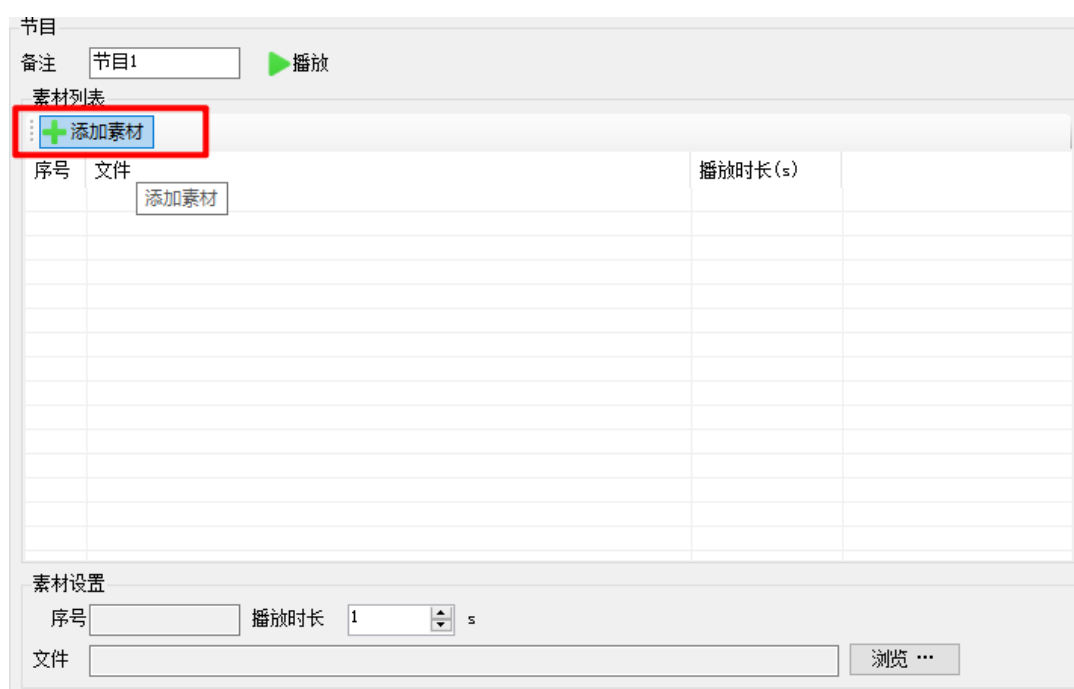 节目
备注 节目1 播放
素材列表
添加素材
序号 文件 播放时长(s)
添加素材
素材设置
序号 播放时长 1 s
文件 浏览 …